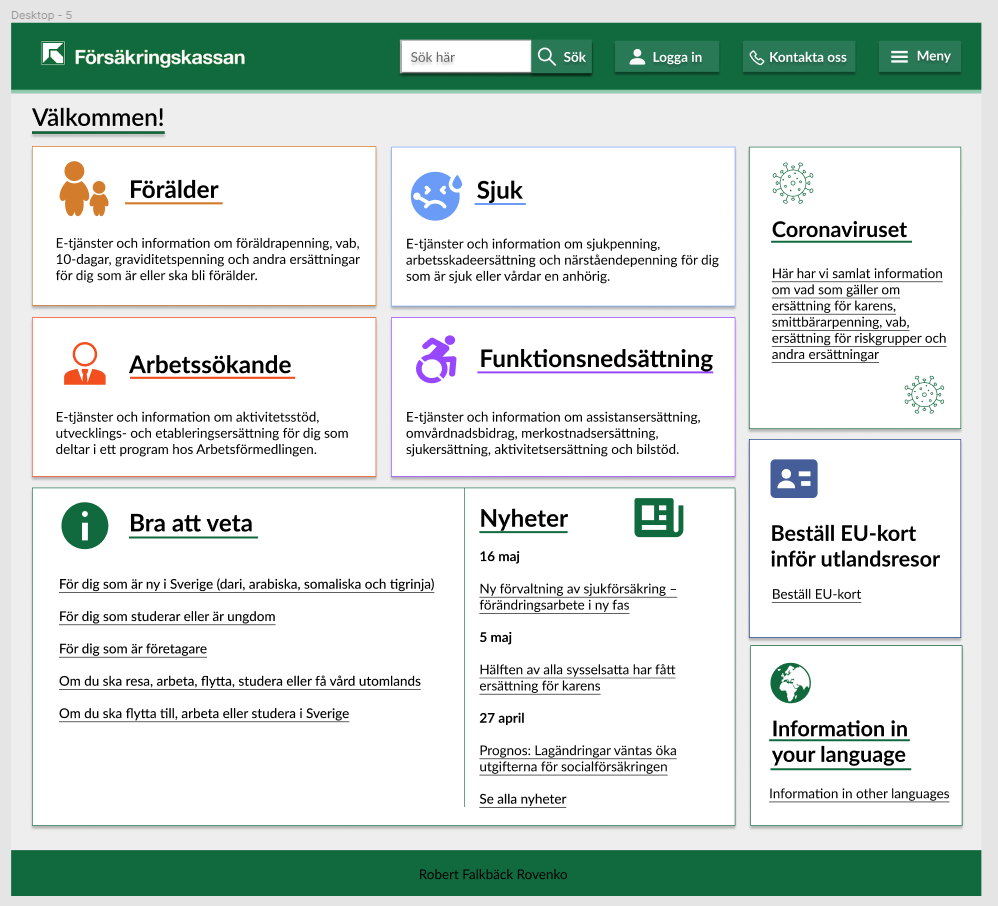 Desktop - 5
Försäkringskassan
Sök här
Sök
Logga in
Kontakta oss
Meny
Välkommen!
Förälder
E-tjänster och information om föräldrapenning, vab,
10-dagar, graviditetspenning och andra ersättningar
för dig som är eller ska bli förälder.
Sjuk
E-tjänster och information om sjukpenning,
arbetsskadeersättning och närståendepenning för dig
som är sjuk eller vårdar en anhörig.
Coronaviruset
Här har vi samlat information
om vad som gäller om
ersättning för karens,
smittbärarpenning, vab,
ersättning för riskgrupper och
andra ersättningar
Arbetssökande
E-tjänster och information om aktivitetsstöd,
utvecklings- och etableringsersättning för dig som
deltar i ett program hos Arbetsförmedlingen.
Funktionsnedsättning
E-tjänster och information om assistansersättning,
omvårdnadsbidrag, merkostnadsersättning,
sjukersättning, aktivitetsersättning och bilstöd.
Beställ EU-kort
inför utlandsresor
Beställ EU-kort
Bra att veta
För dig som är ny i Sverige (dari, arabiska, somaliska och tigrinja)
För dig som studerar eller är ungdom
För dig som är företagare
Om du ska resa, arbeta, flytta, studera eller få vård utomlands
Om du ska flytta till, arbeta eller studera i Sverige
Nyheter
16 maj
Ny förvaltning av sjukförsäkring –
förändringsarbete i ny fas
5 maj
Hälften av alla sysselsatta har fått
ersättning för karens
27 april
Prognos: Lagändringar väntas öka
utgifterna för socialförsäkringen
Se alla nyheter
Information in
your language
Information in other languages
Robert Falkbäck Rovenko